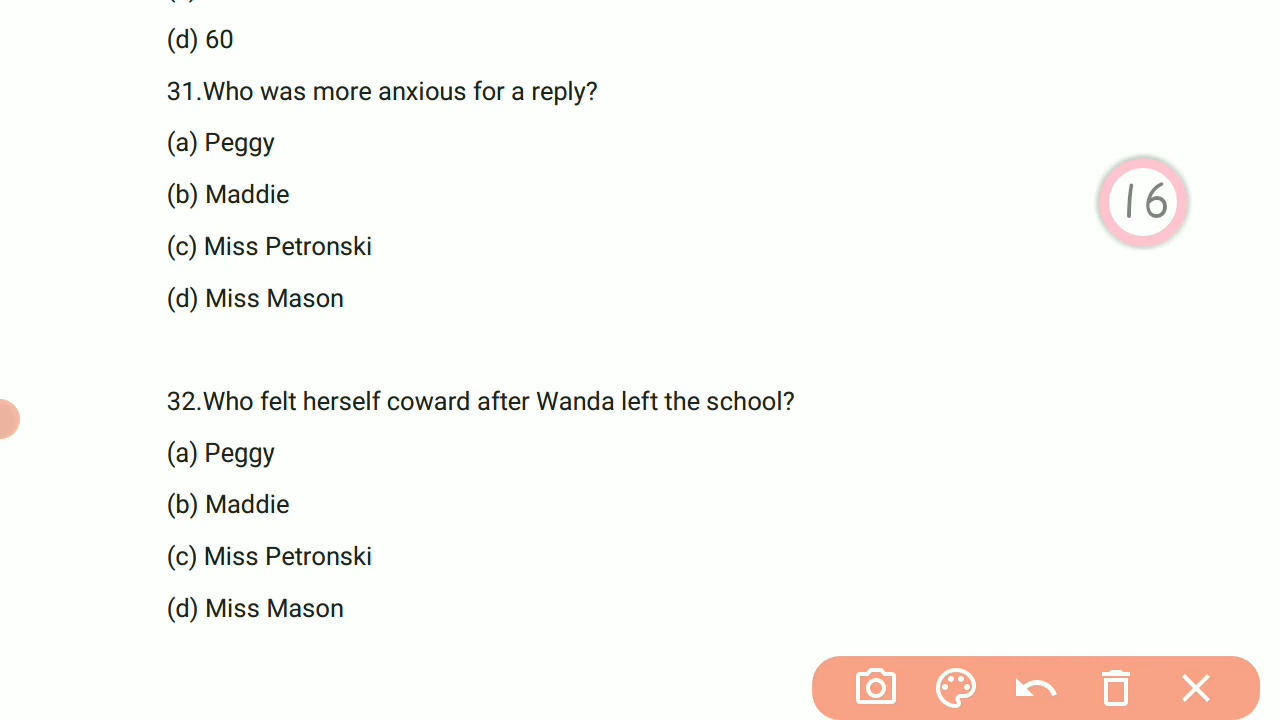 (d) 60
31.Who was more anxious for a reply?
(a) Peggy
(b) Maddie
(c) Miss Petronski
(d) Miss Mason
16
32.Who felt herself coward after Wanda left the school?
(a) Peggy
(b) Maddie
(c) Miss Petronski
(d) Miss Mason